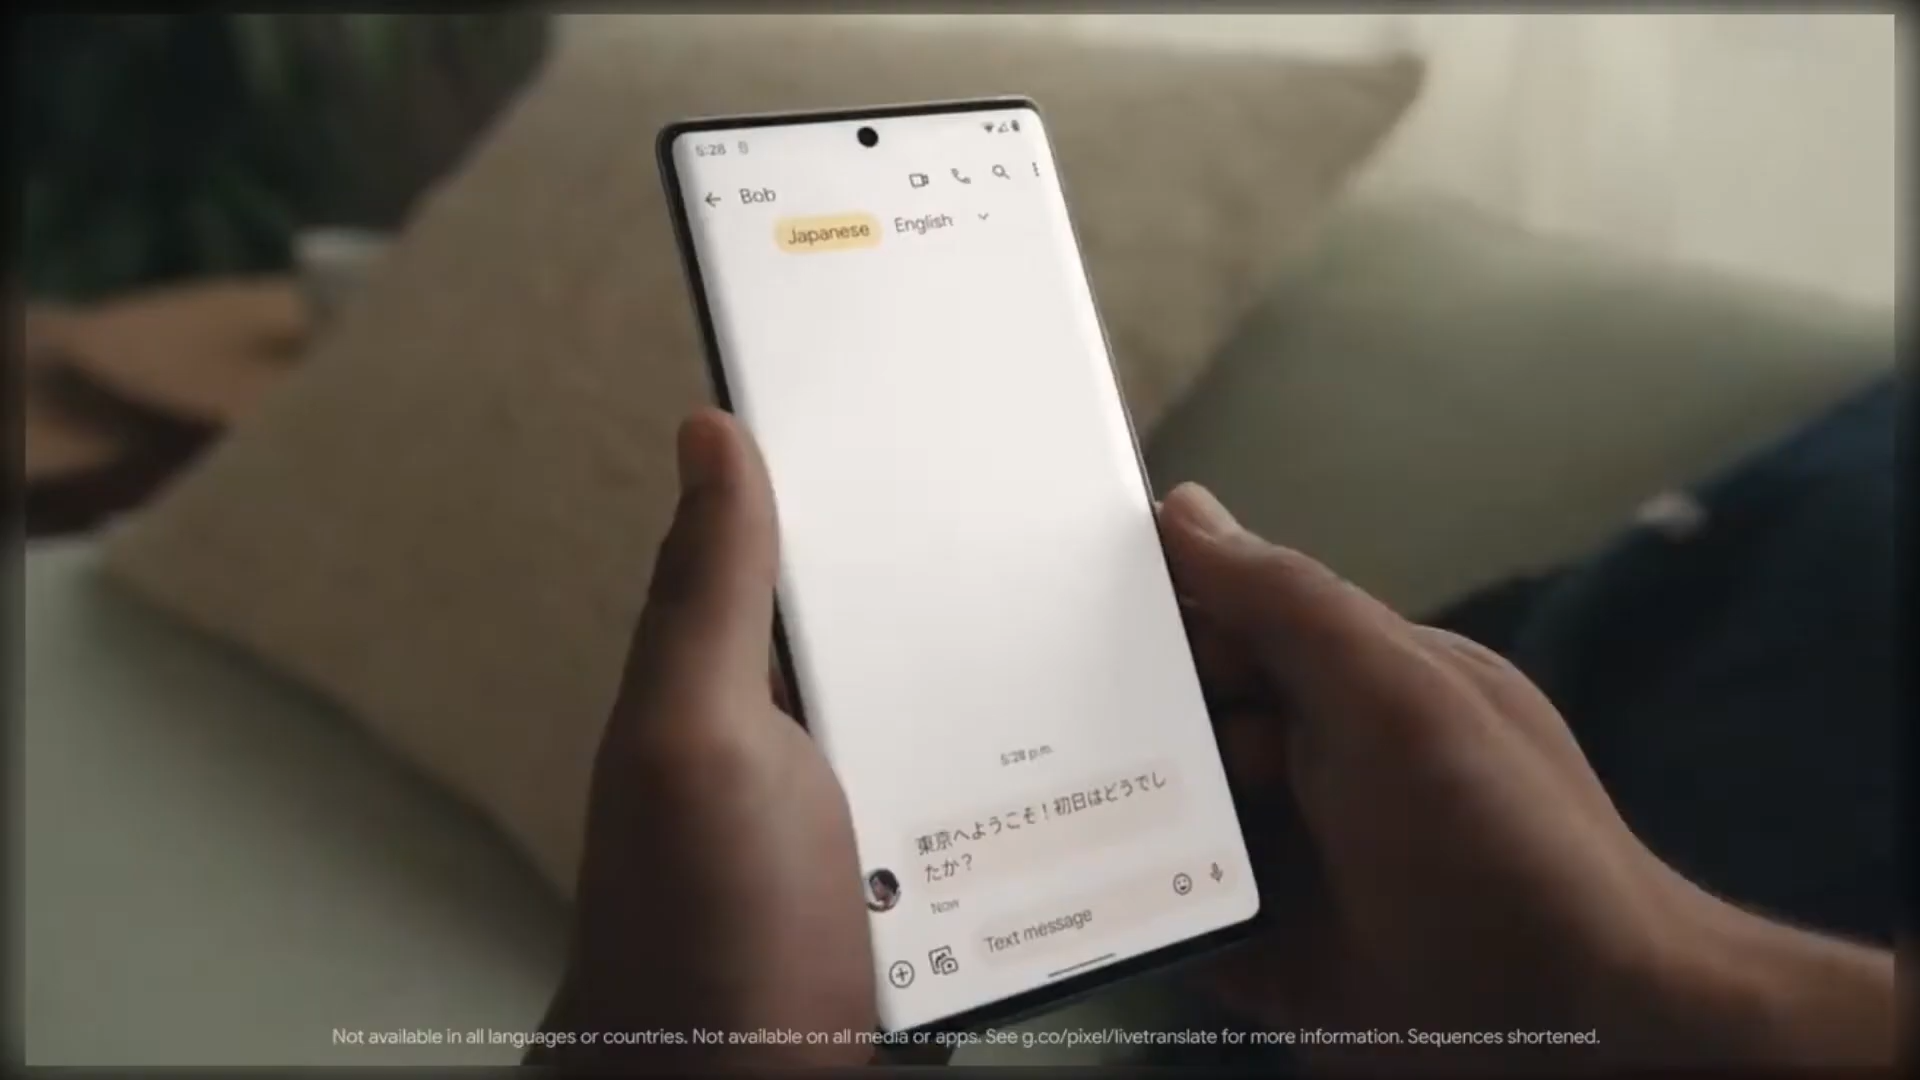 5:28
Bob
Japanese English
5:28 p.m.
東京へようこそ！初日はどうでし
たか？
Now
Text message
Not available in all languages or countries. Not available on all media or apps. See g.co/pixel/livetranslate for more information. Sequences shortened.